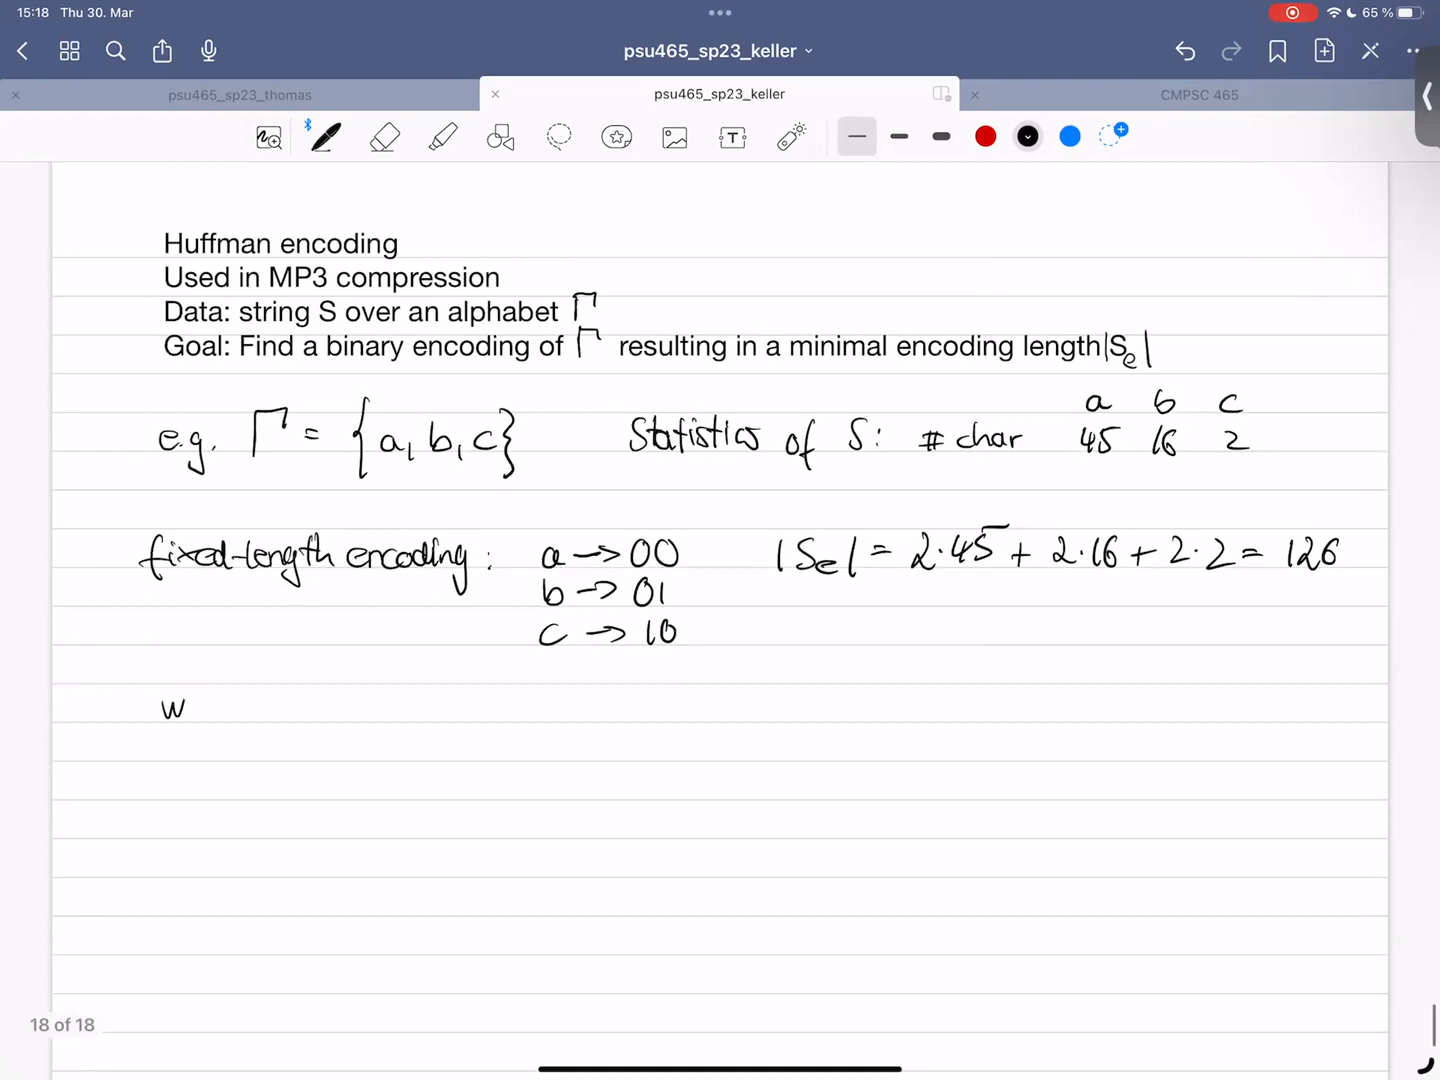 15:18 Thu 30. Mar 65 %
psu465_sp23_keller
psu465_sp23_thomas psu465_sp23_keller CMPSC 465
Huffman encoding
Used in MP3 compression
Data: string S over an alphabet Γ
Goal: Find a binary encoding of Γ resulting in a minimal encoding length |Se|
a b c
e.g. Γ = {a, b, c} Statistics of S: # char 45 16 2
fixed-length encoding: a → 00 |Se| = 2·45 + 2·16 + 2·2 = 126
b → 01
c → 10
w
18 of 18